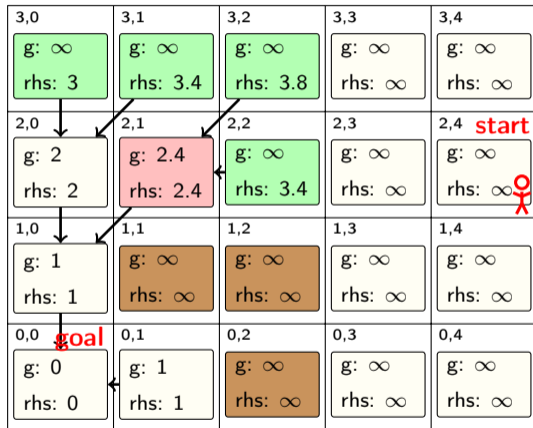 3,0 3,1 3,2 3,3 3,4
g: ∞ g: ∞ g: ∞ g: ∞ g: ∞
rhs: 3 rhs: 3.4 rhs: 3.8 rhs: ∞ rhs: ∞
2,0 2,1 2,2 2,3 2,4 start
g: 2 g: 2.4 g: ∞ g: ∞ g: ∞
rhs: 2 rhs: 2.4 rhs: 3.4 rhs: ∞ rhs: ∞
1,0 1,1 1,2 1,3 1,4
g: 1 g: ∞ g: ∞ g: ∞ g: ∞
rhs: 1 rhs: ∞ rhs: ∞ rhs: ∞ rhs: ∞
0,0 goal 0,1 0,2 0,3 0,4
g: 0 g: 1 g: ∞ g: ∞ g: ∞
rhs: 0 rhs: 1 rhs: ∞ rhs: ∞ rhs: ∞